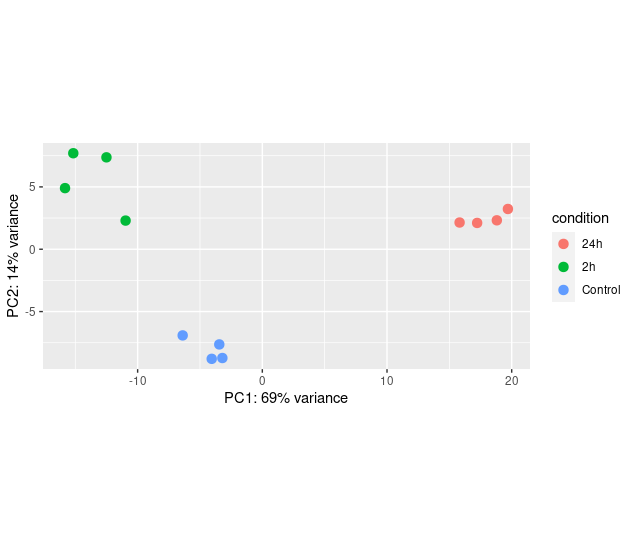 PC2: 14% variance
5
0
-5
-10
0
10
20
PC1: 69% variance
condition
24h
2h
Control